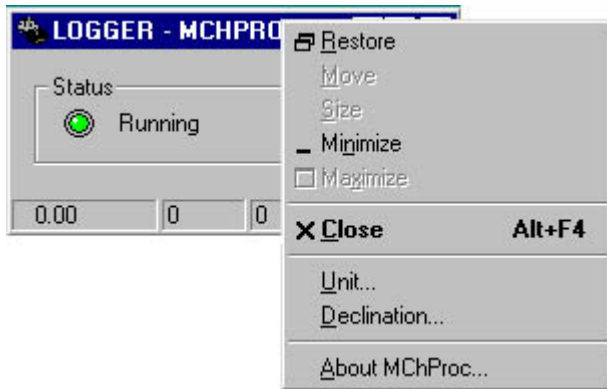 LOGGER - MCHPRO
Status
Running
0.00 0 0
Restore
Move
Size
Minimize
Maximize
Close Alt+F4
Unit...
Declination...
About MChProc...